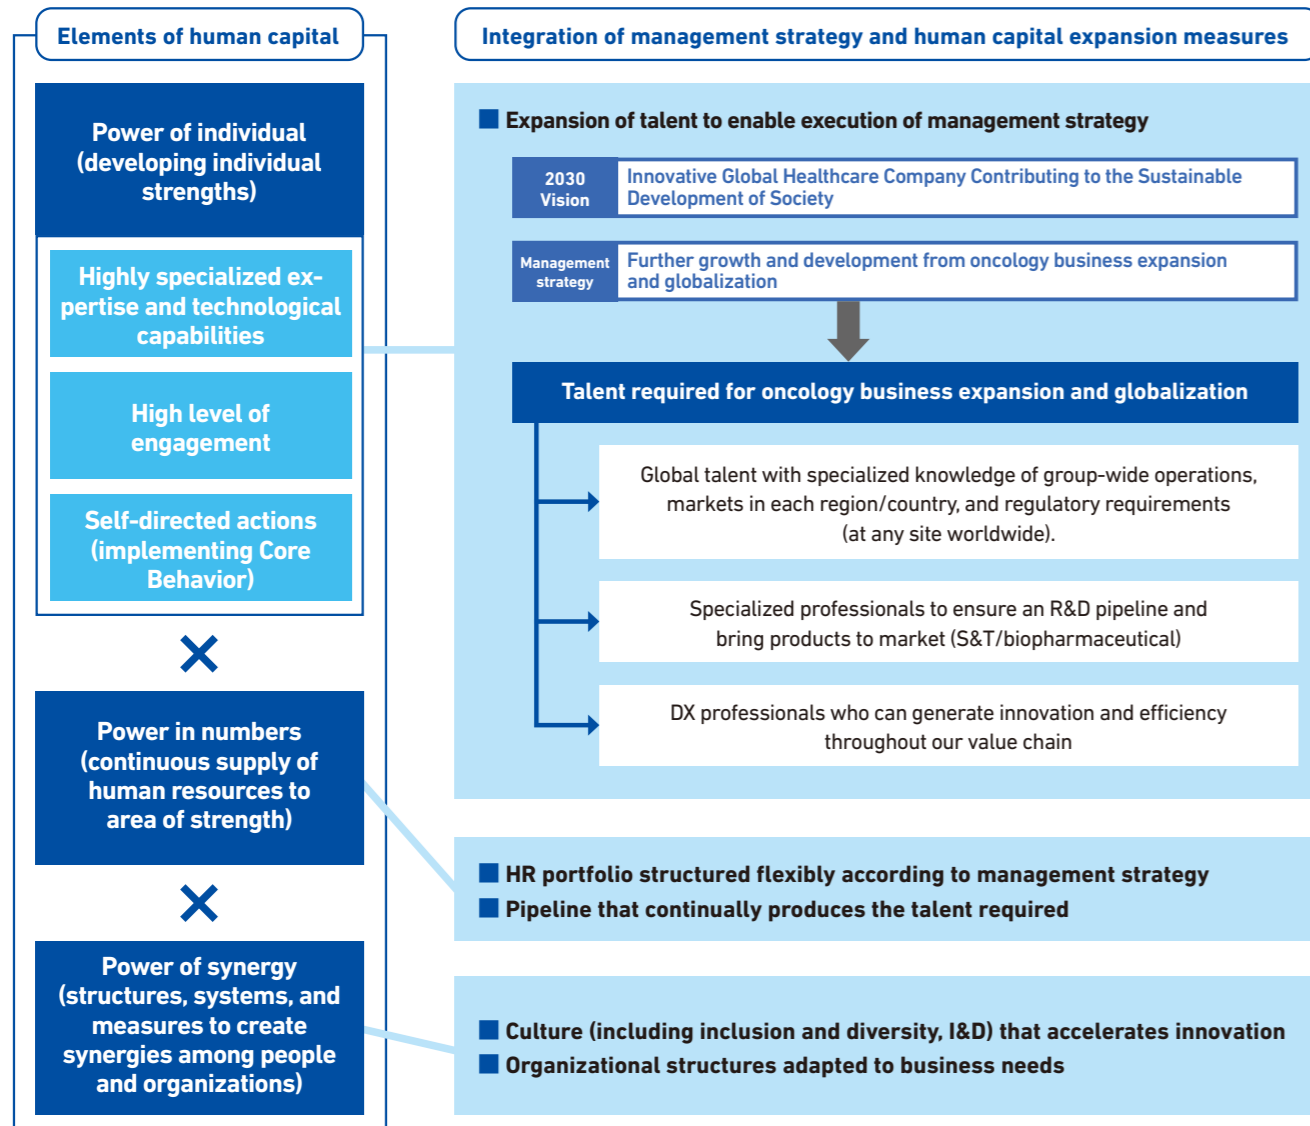 Elements of human capital
Power of individual
(developing individual
strengths)
Highly specialized ex-
pertise and technological
capabilities
High level of
engagement
Self-directed actions
(implementing Core
Behavior)
×
Power in numbers
(continuous supply of
human resources to
area of strength)
×
Power of synergy
(structures, systems, and
measures to create
synergies among people
and organizations)
Integration of management strategy and human capital expansion measures
Expansion of talent to enable execution of management strategy
2030
Vision
Innovative Global Healthcare Company Contributing to the Sustainable
Development of Society
Management
strategy
Further growth and development from oncology business expansion
and globalization
Talent required for oncology business expansion and globalization
Global talent with specialized knowledge of group-wide operations,
markets in each region/country, and regulatory requirements
(at any site worldwide).
Specialized professionals to ensure an R&D pipeline and
bring products to market (S&T/biopharmaceutical)
DX professionals who can generate innovation and efficiency
throughout our value chain
HR portfolio structured flexibly according to management strategy
Pipeline that continually produces the talent required
Culture (including inclusion and diversity, I&D) that accelerates innovation
Organizational structures adapted to business needs